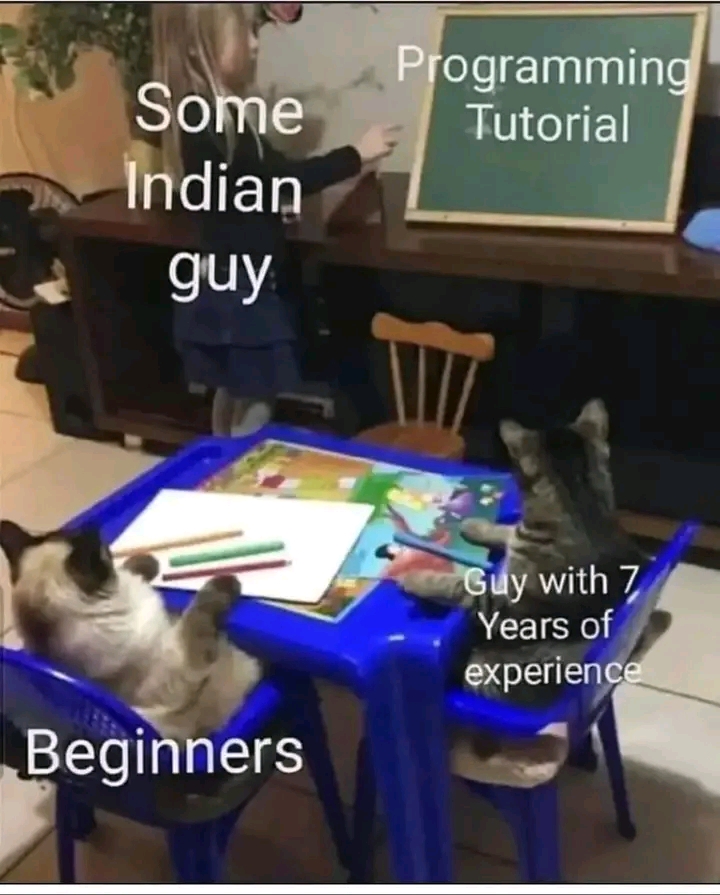 Some
Indian
guy
Programming
Tutorial
Guy with 7
Years of
experience
Beginners